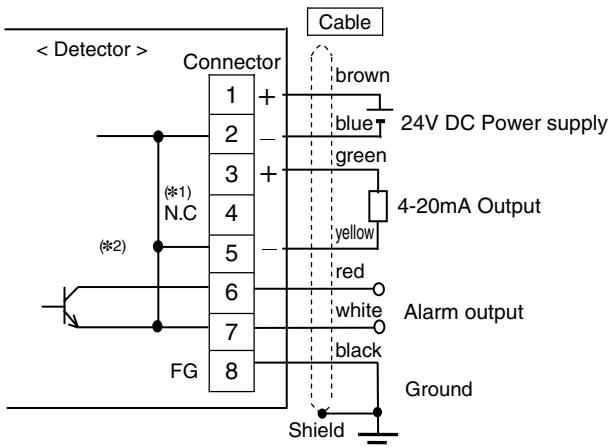 Cable
< Detector >
Connector
brown
1 +
24V DC Power supply
blue
2 −
green
3 +
(*1)
N.C
4
4-20mA Output
yellow
(*2)
5 −
red
6
white
Alarm output
7
black
FG
8
Ground
Shield